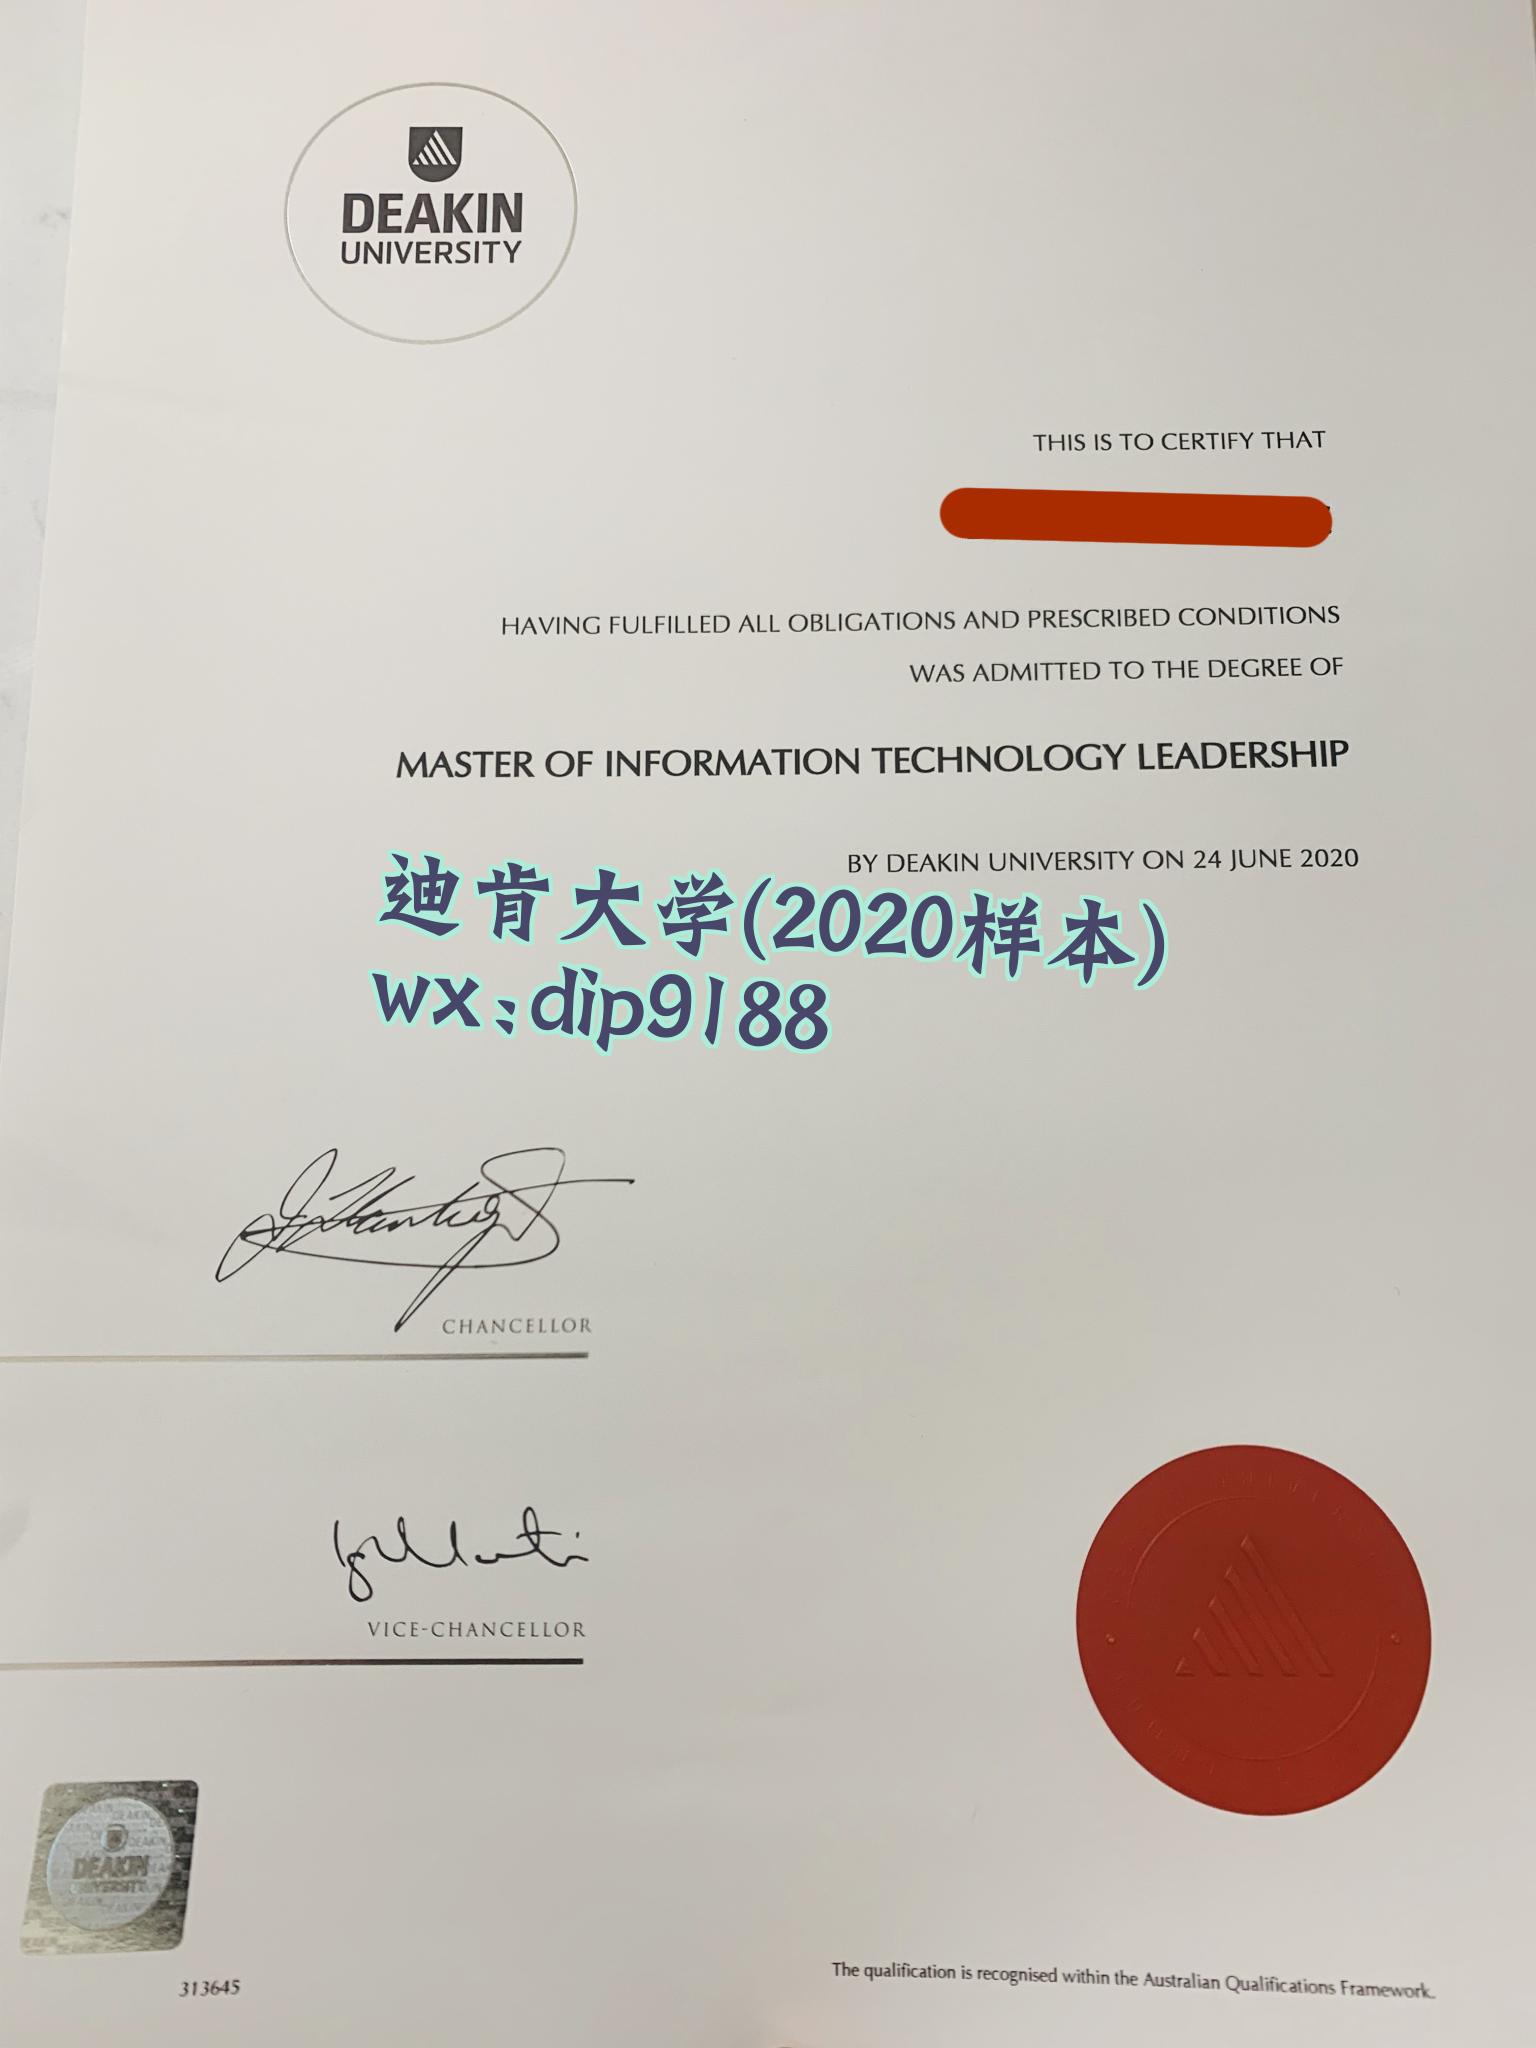 DEAKIN
UNIVERSITY
THIS IS TO CERTIFY THAT
HAVING FULFILLED ALL OBLIGATIONS AND PRESCRIBED CONDITIONS
WAS ADMITTED TO THE DEGREE OF
MASTER OF INFORMATION TECHNOLOGY LEADERSHIP
BY DEAKIN UNIVERSITY ON 24 JUNE 2020
迪肯大学(2020样本)
wx:dip9188
CHANCELLOR
VICE-CHANCELLOR
DEAKIN
UNIVERSITY
313645
The qualification is recognised within the Australian Qualifications Framework.